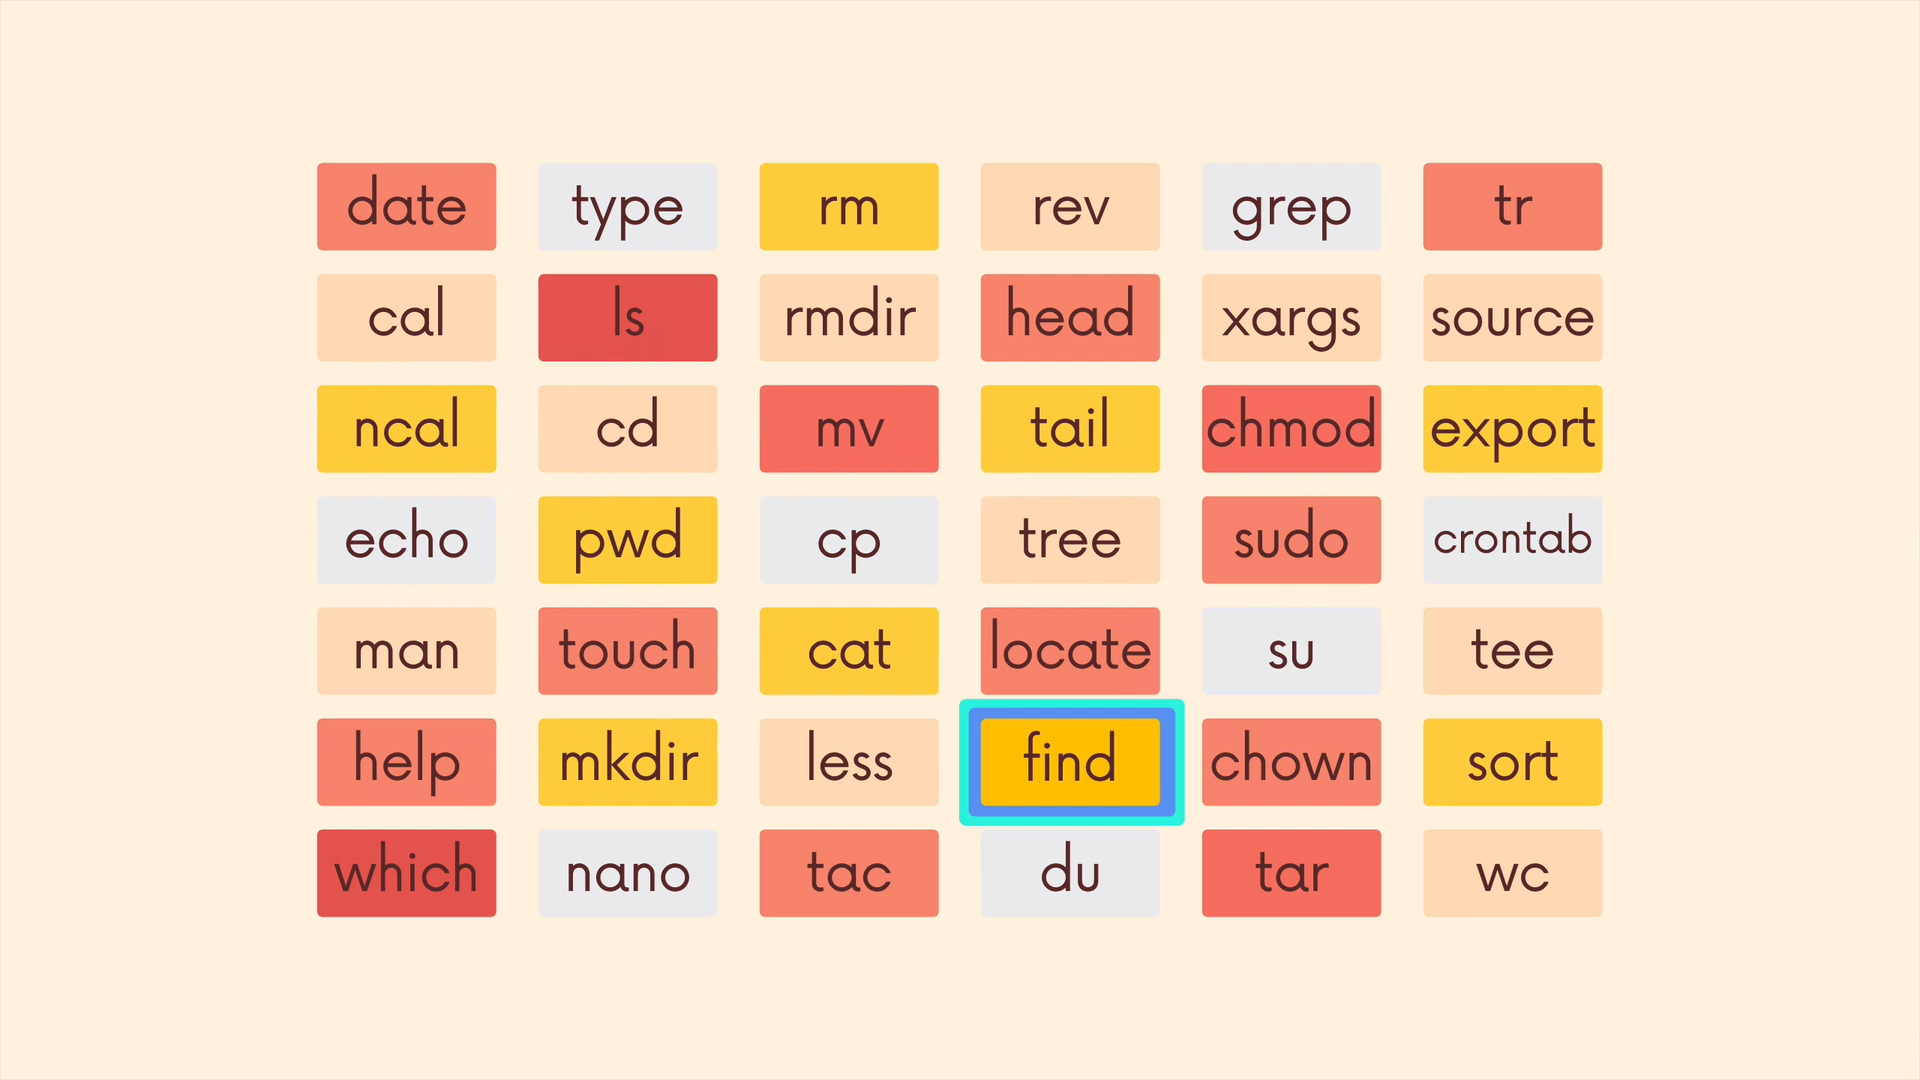 date type rm rev grep tr
cal ls rmdir head xargs source
ncal cd mv tail chmod export
echo pwd cp tree sudo crontab
man touch cat locate su tee
help mkdir less find chown sort
which nano tac du tar wc